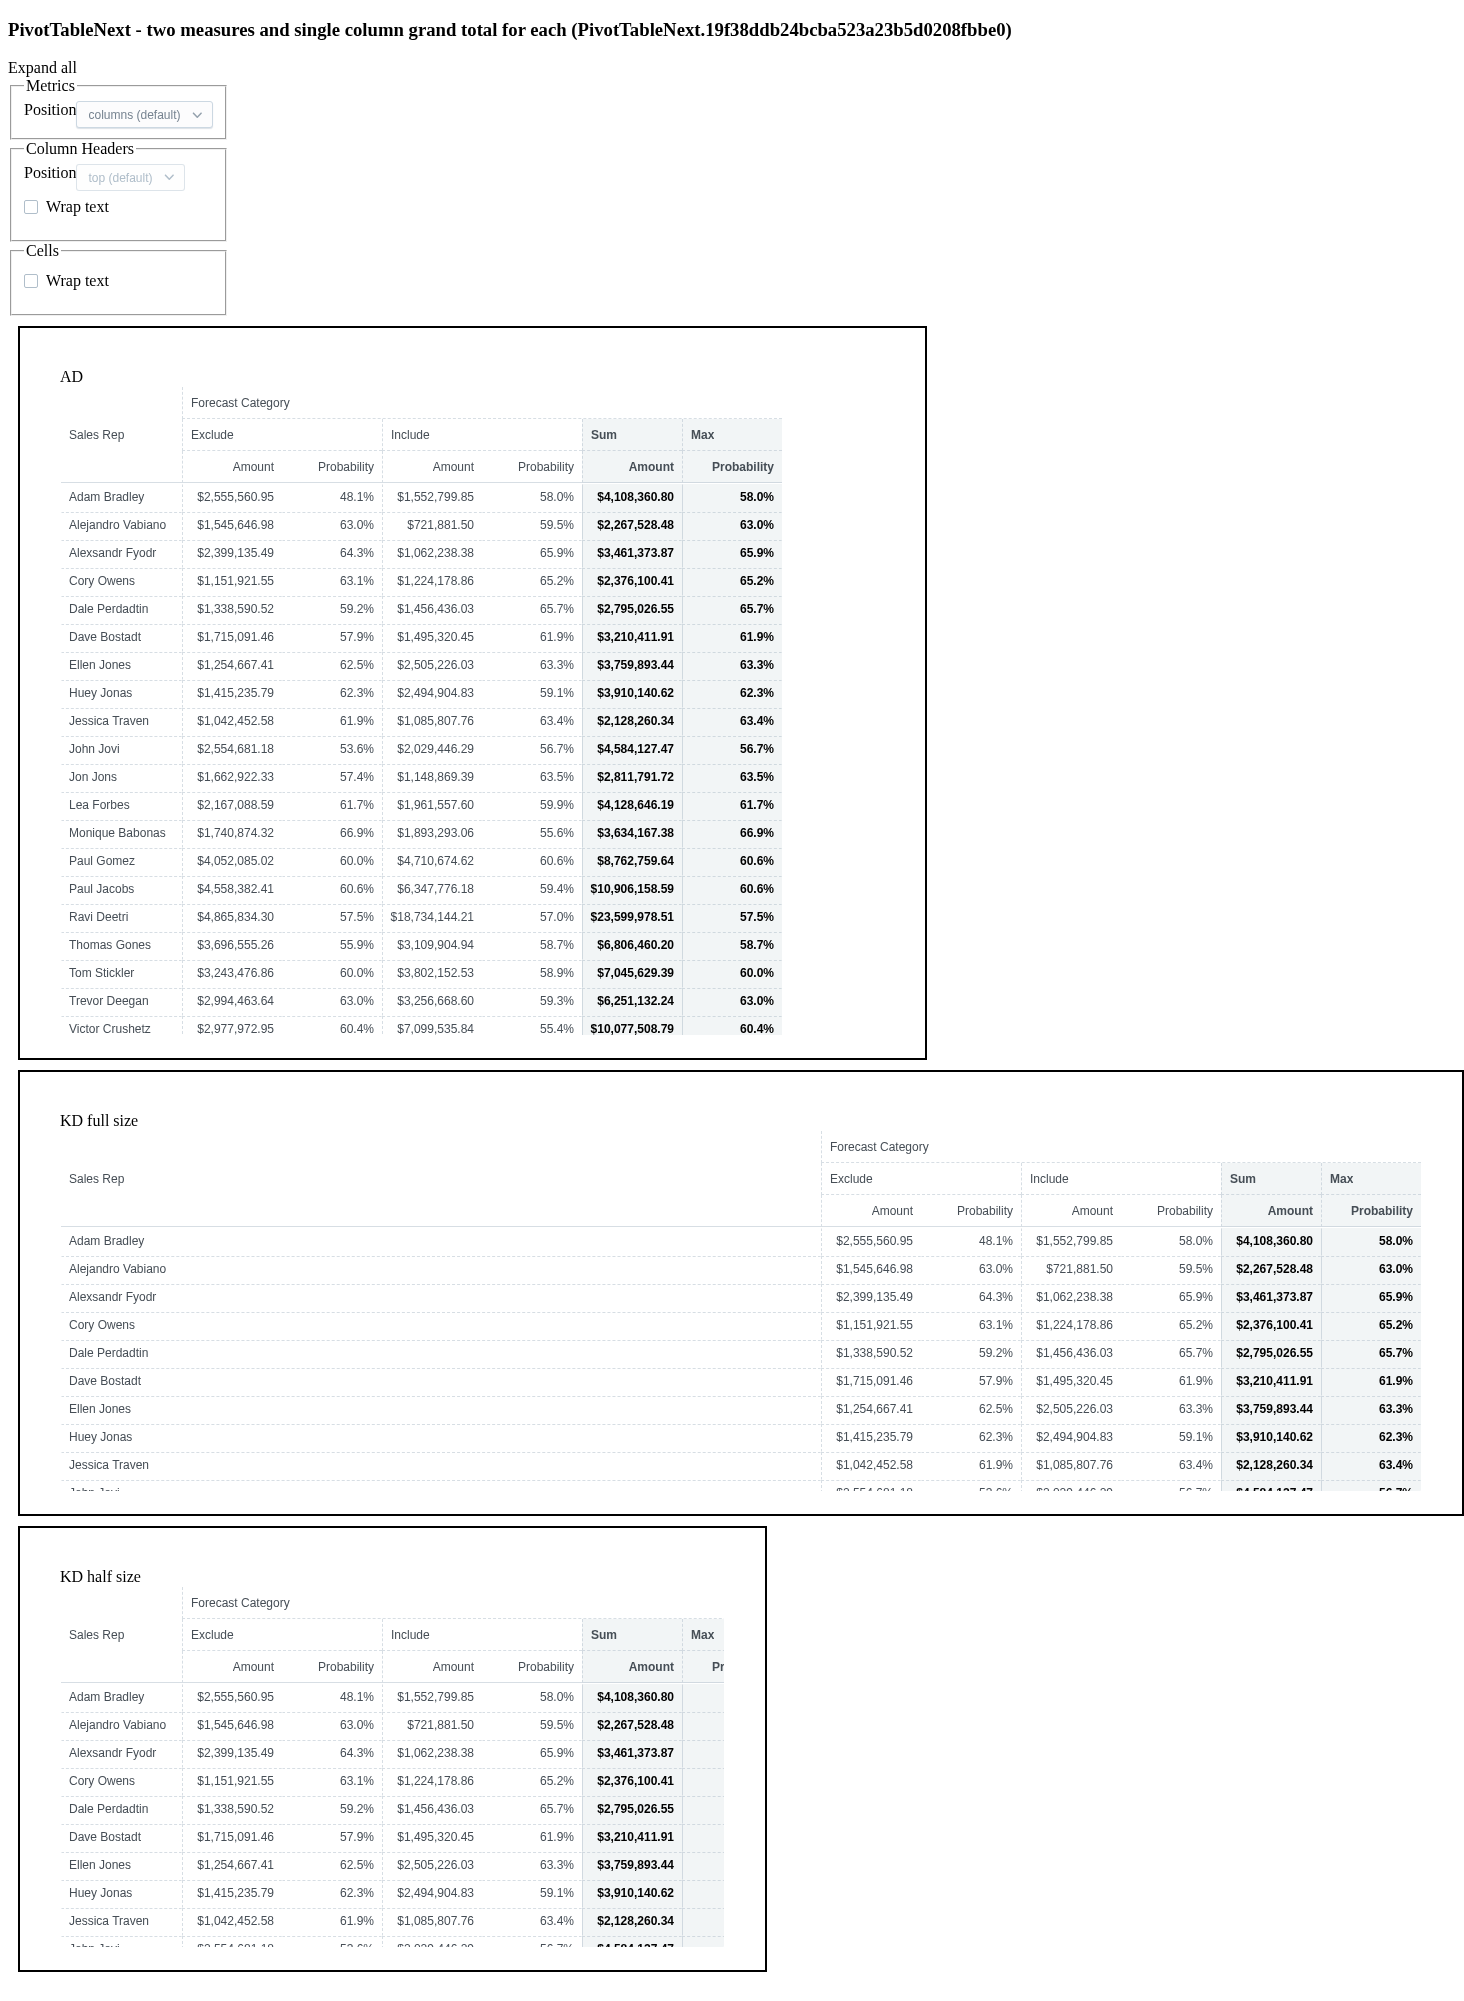 PivotTableNext - two measures and single column grand total for each (PivotTableNext.19f38ddb24bcba523a23b5d0208fbbe0)
Expand all
Metrics
Position columns (default)
Column Headers
Position top (default)
Wrap text
Cells
Wrap text
AD
Forecast Category
Sales Rep Exclude Include Sum Max
Amount Probability Amount Probability Amount Probability
Adam Bradley $2,555,560.95 48.1% $1,552,799.85 58.0% $4,108,360.80 58.0%
Alejandro Vabiano $1,545,646.98 63.0% $721,881.50 59.5% $2,267,528.48 63.0%
Alexsandr Fyodr $2,399,135.49 64.3% $1,062,238.38 65.9% $3,461,373.87 65.9%
Cory Owens $1,151,921.55 63.1% $1,224,178.86 65.2% $2,376,100.41 65.2%
Dale Perdadtin $1,338,590.52 59.2% $1,456,436.03 65.7% $2,795,026.55 65.7%
Dave Bostadt $1,715,091.46 57.9% $1,495,320.45 61.9% $3,210,411.91 61.9%
Ellen Jones $1,254,667.41 62.5% $2,505,226.03 63.3% $3,759,893.44 63.3%
Huey Jonas $1,415,235.79 62.3% $2,494,904.83 59.1% $3,910,140.62 62.3%
Jessica Traven $1,042,452.58 61.9% $1,085,807.76 63.4% $2,128,260.34 63.4%
John Jovi $2,554,681.18 53.6% $2,029,446.29 56.7% $4,584,127.47 56.7%
Jon Jons $1,662,922.33 57.4% $1,148,869.39 63.5% $2,811,791.72 63.5%
Lea Forbes $2,167,088.59 61.7% $1,961,557.60 59.9% $4,128,646.19 61.7%
Monique Babonas $1,740,874.32 66.9% $1,893,293.06 55.6% $3,634,167.38 66.9%
Paul Gomez $4,052,085.02 60.0% $4,710,674.62 60.6% $8,762,759.64 60.6%
Paul Jacobs $4,558,382.41 60.6% $6,347,776.18 59.4% $10,906,158.59 60.6%
Ravi Deetri $4,865,834.30 57.5% $18,734,144.21 57.0% $23,599,978.51 57.5%
Thomas Gones $3,696,555.26 55.9% $3,109,904.94 58.7% $6,806,460.20 58.7%
Tom Stickler $3,243,476.86 60.0% $3,802,152.53 58.9% $7,045,629.39 60.0%
Trevor Deegan $2,994,463.64 63.0% $3,256,668.60 59.3% $6,251,132.24 63.0%
Victor Crushetz $2,977,972.95 60.4% $7,099,535.84 55.4% $10,077,508.79 60.4%
KD full size
Forecast Category
Sales Rep Exclude Include Sum Max
Amount Probability Amount Probability Amount Probability
Adam Bradley $2,555,560.95 48.1% $1,552,799.85 58.0% $4,108,360.80 58.0%
Alejandro Vabiano $1,545,646.98 63.0% $721,881.50 59.5% $2,267,528.48 63.0%
Alexsandr Fyodr $2,399,135.49 64.3% $1,062,238.38 65.9% $3,461,373.87 65.9%
Cory Owens $1,151,921.55 63.1% $1,224,178.86 65.2% $2,376,100.41 65.2%
Dale Perdadtin $1,338,590.52 59.2% $1,456,436.03 65.7% $2,795,026.55 65.7%
Dave Bostadt $1,715,091.46 57.9% $1,495,320.45 61.9% $3,210,411.91 61.9%
Ellen Jones $1,254,667.41 62.5% $2,505,226.03 63.3% $3,759,893.44 63.3%
Huey Jonas $1,415,235.79 62.3% $2,494,904.83 59.1% $3,910,140.62 62.3%
Jessica Traven $1,042,452.58 61.9% $1,085,807.76 63.4% $2,128,260.34 63.4%
KD half size
Forecast Category
Sales Rep Exclude Include Sum Max
Amount Probability Amount Probability Amount Pr
Adam Bradley $2,555,560.95 48.1% $1,552,799.85 58.0% $4,108,360.80
Alejandro Vabiano $1,545,646.98 63.0% $721,881.50 59.5% $2,267,528.48
Alexsandr Fyodr $2,399,135.49 64.3% $1,062,238.38 65.9% $3,461,373.87
Cory Owens $1,151,921.55 63.1% $1,224,178.86 65.2% $2,376,100.41
Dale Perdadtin $1,338,590.52 59.2% $1,456,436.03 65.7% $2,795,026.55
Dave Bostadt $1,715,091.46 57.9% $1,495,320.45 61.9% $3,210,411.91
Ellen Jones $1,254,667.41 62.5% $2,505,226.03 63.3% $3,759,893.44
Huey Jonas $1,415,235.79 62.3% $2,494,904.83 59.1% $3,910,140.62
Jessica Traven $1,042,452.58 61.9% $1,085,807.76 63.4% $2,128,260.34